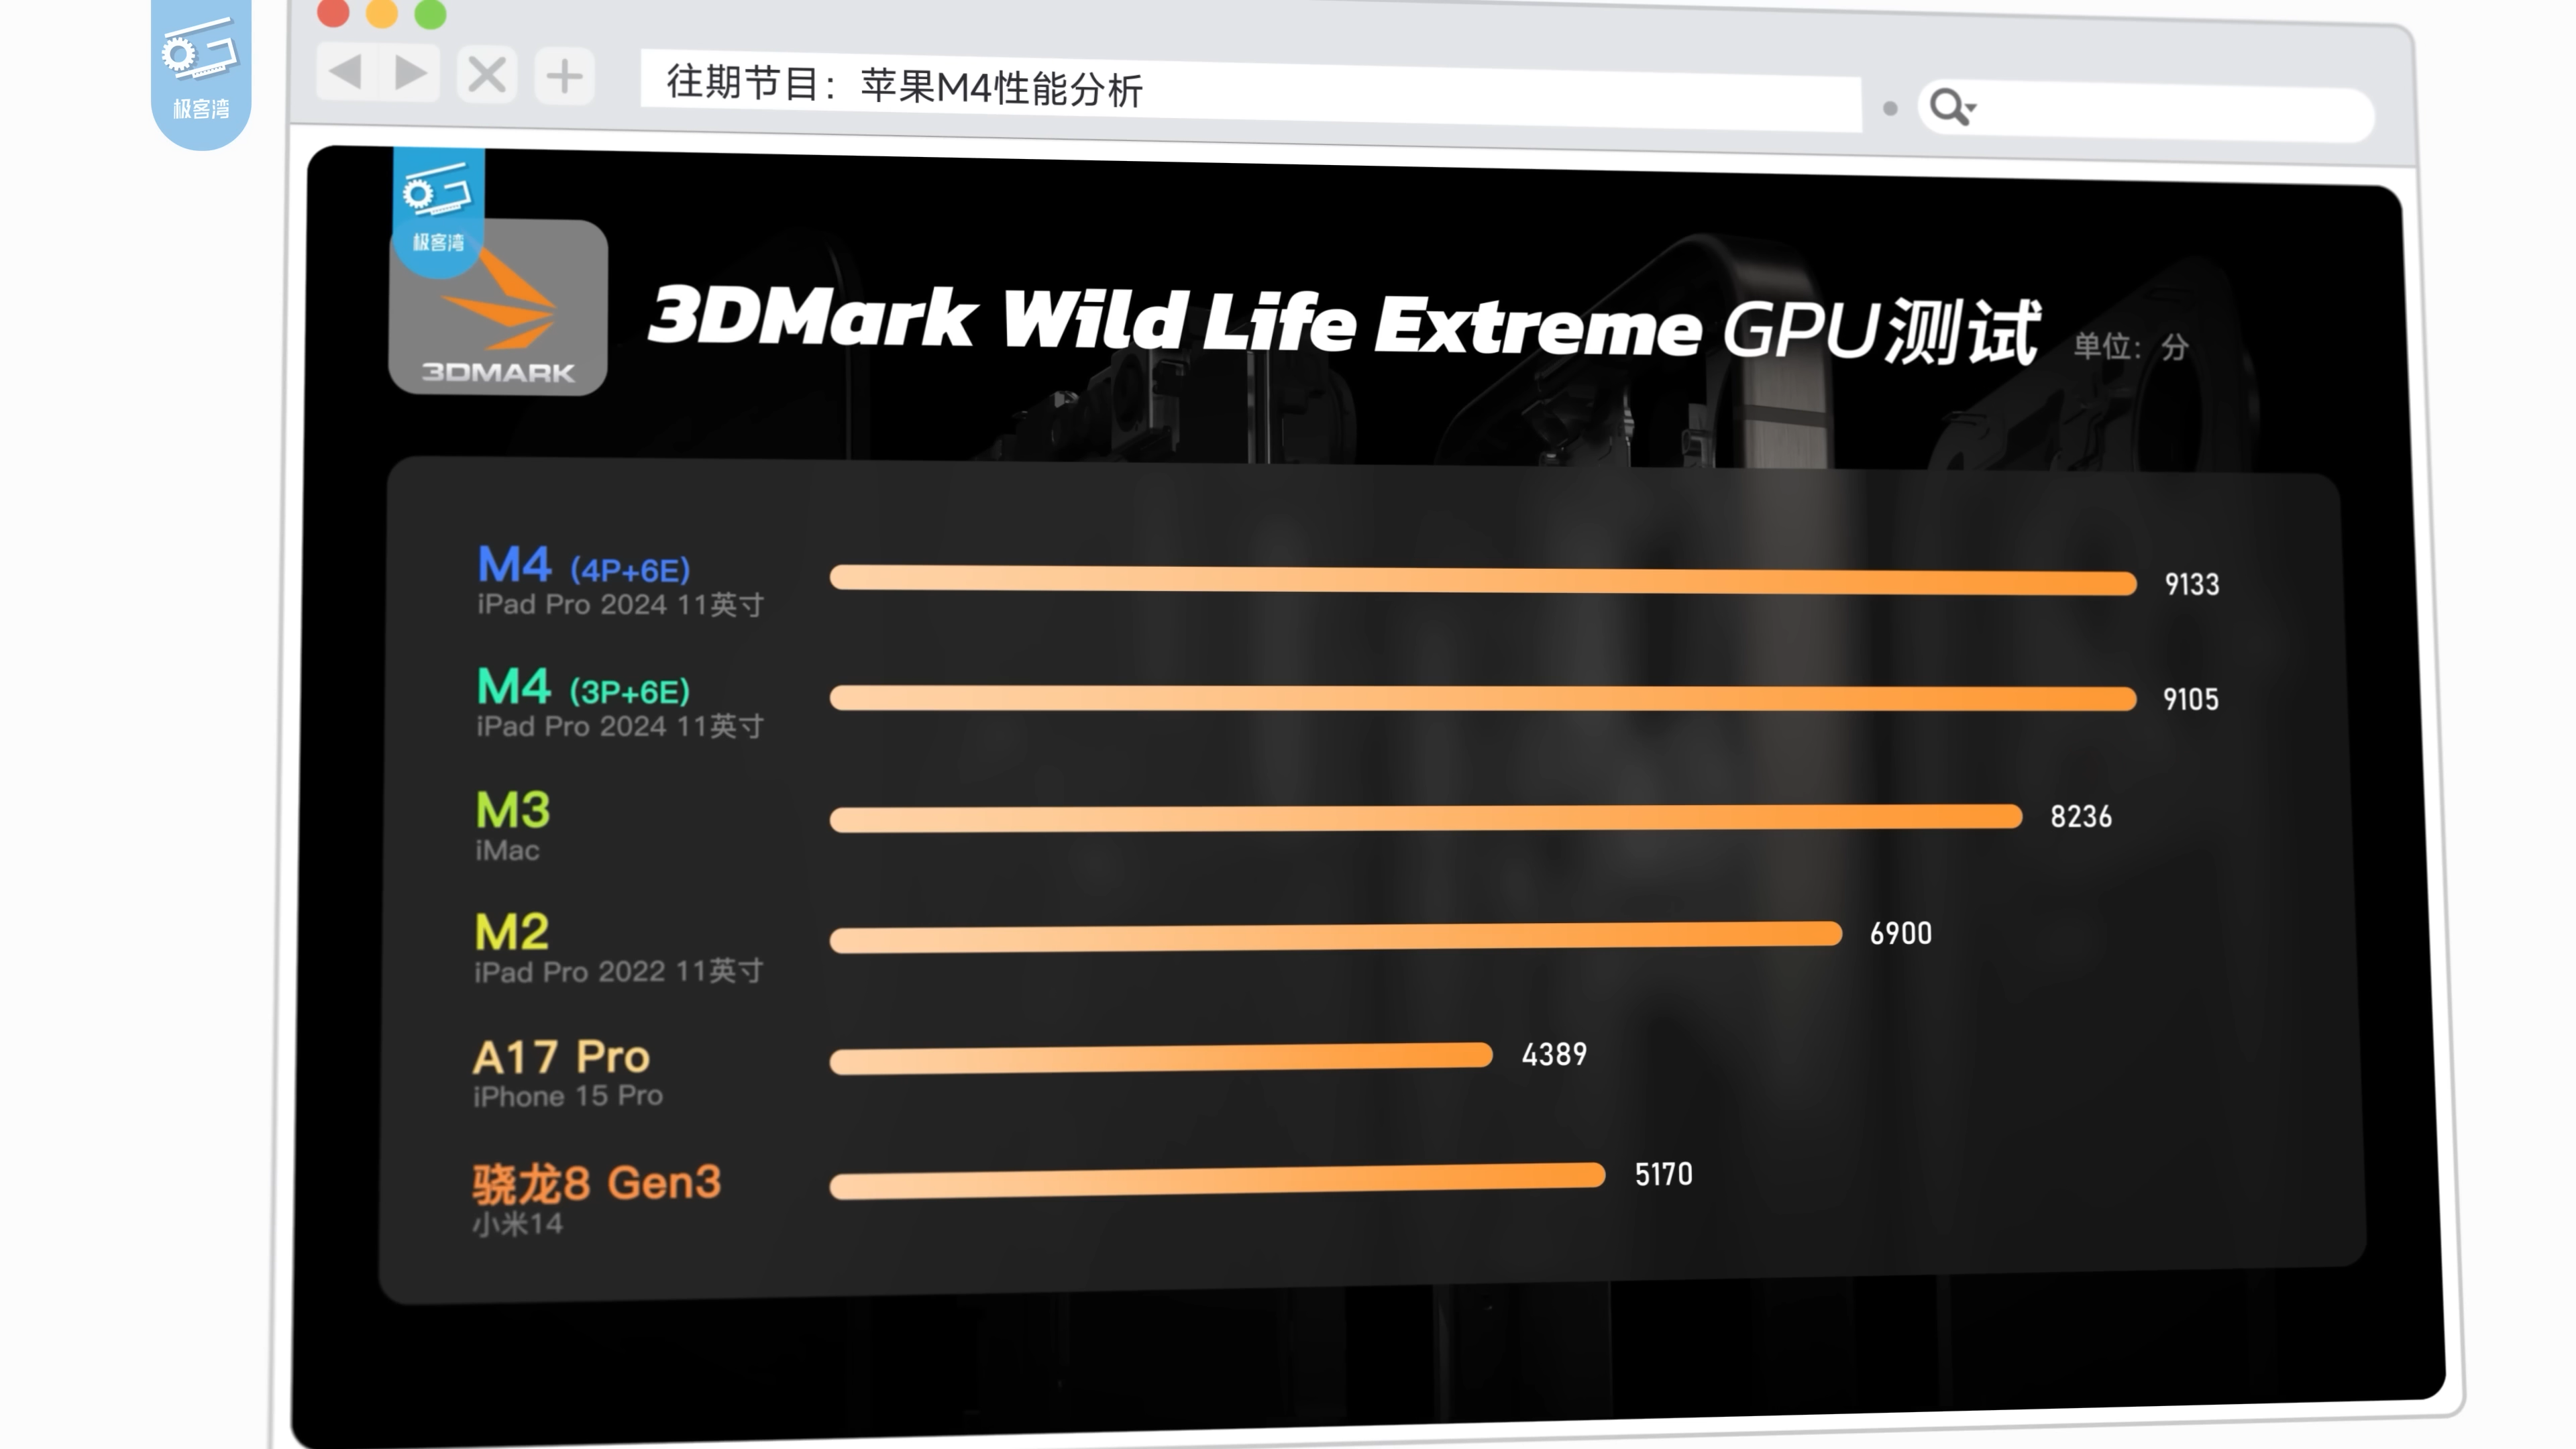 极客湾
往期节目：苹果M4性能分析
极客湾
3DMARK
3DMark Wild Life Extreme GPU测试 单位：分
M4 (4P+6E)
iPad Pro 2024 11英寸
9133
M4 (3P+6E)
iPad Pro 2024 11英寸
9105
M3
iMac
8236
M2
iPad Pro 2022 11英寸
6900
A17 Pro
iPhone 15 Pro
4389
骁龙8 Gen3
小米14
5170